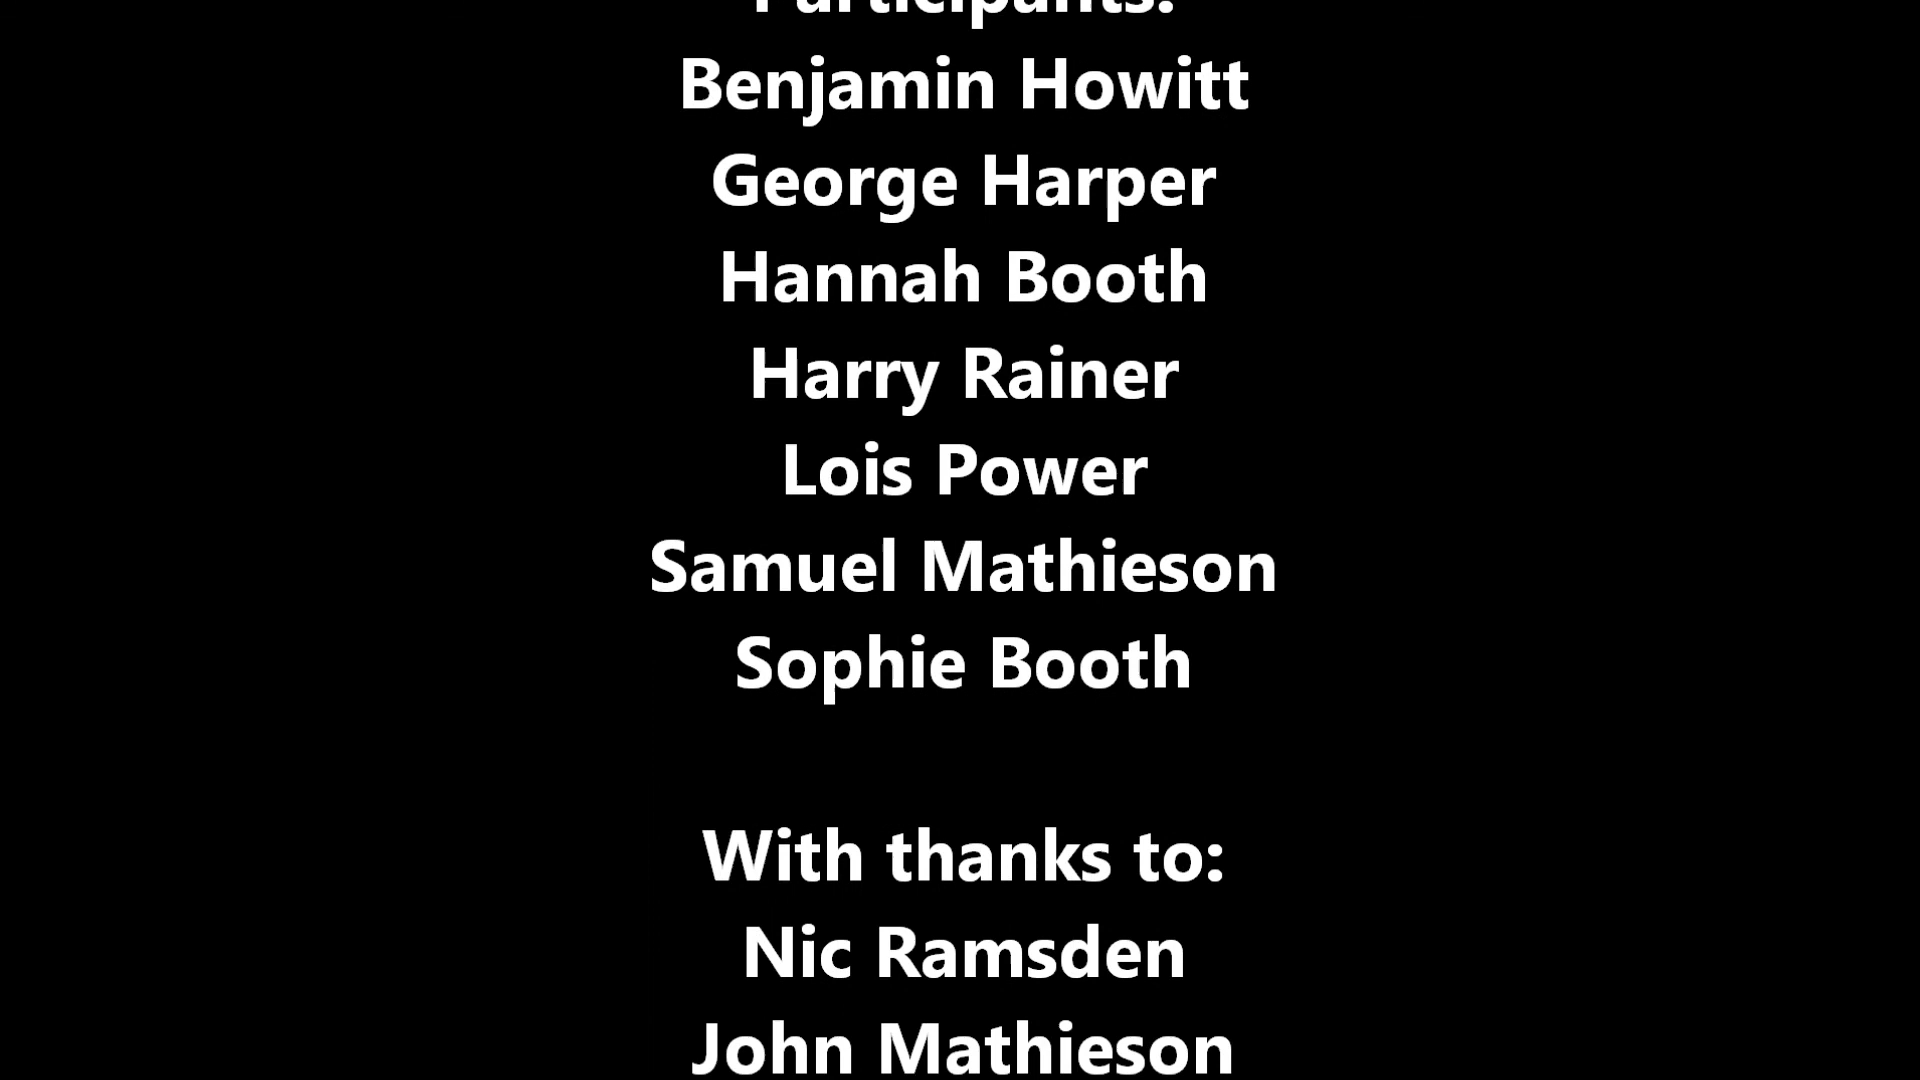 Participants:
Benjamin Howitt
George Harper
Hannah Booth
Harry Rainer
Lois Power
Samuel Mathieson
Sophie Booth
With thanks to:
Nic Ramsden
John Mathieson